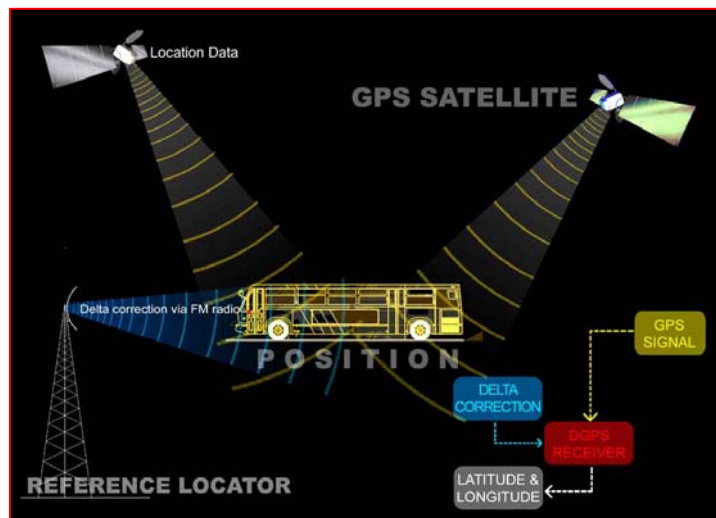 Location Data
GPS SATELLITE
Delta correction via FM radio
POSITION
GPS
SIGNAL
DELTA
CORRECTION
DGPS
RECEIVER
LATITUDE &
LONGITUDE
REFERENCE LOCATOR